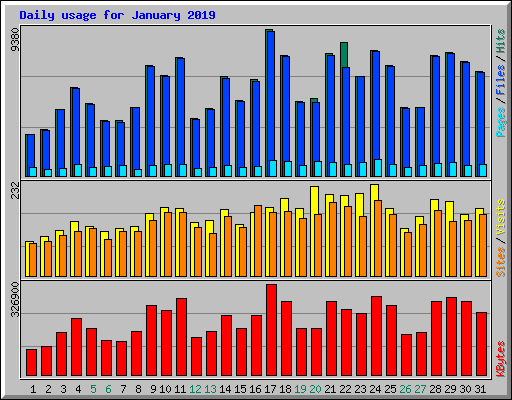 Daily usage for January 2019
9380
Pages / Files / Hits
232
Sites / Visits
326900
KBytes
1 2 3 4 5 6 7 8 9 10 11 12 13 14 15 16 17 18 19 20 21 22 23 24 25 26 27 28 29 30 31